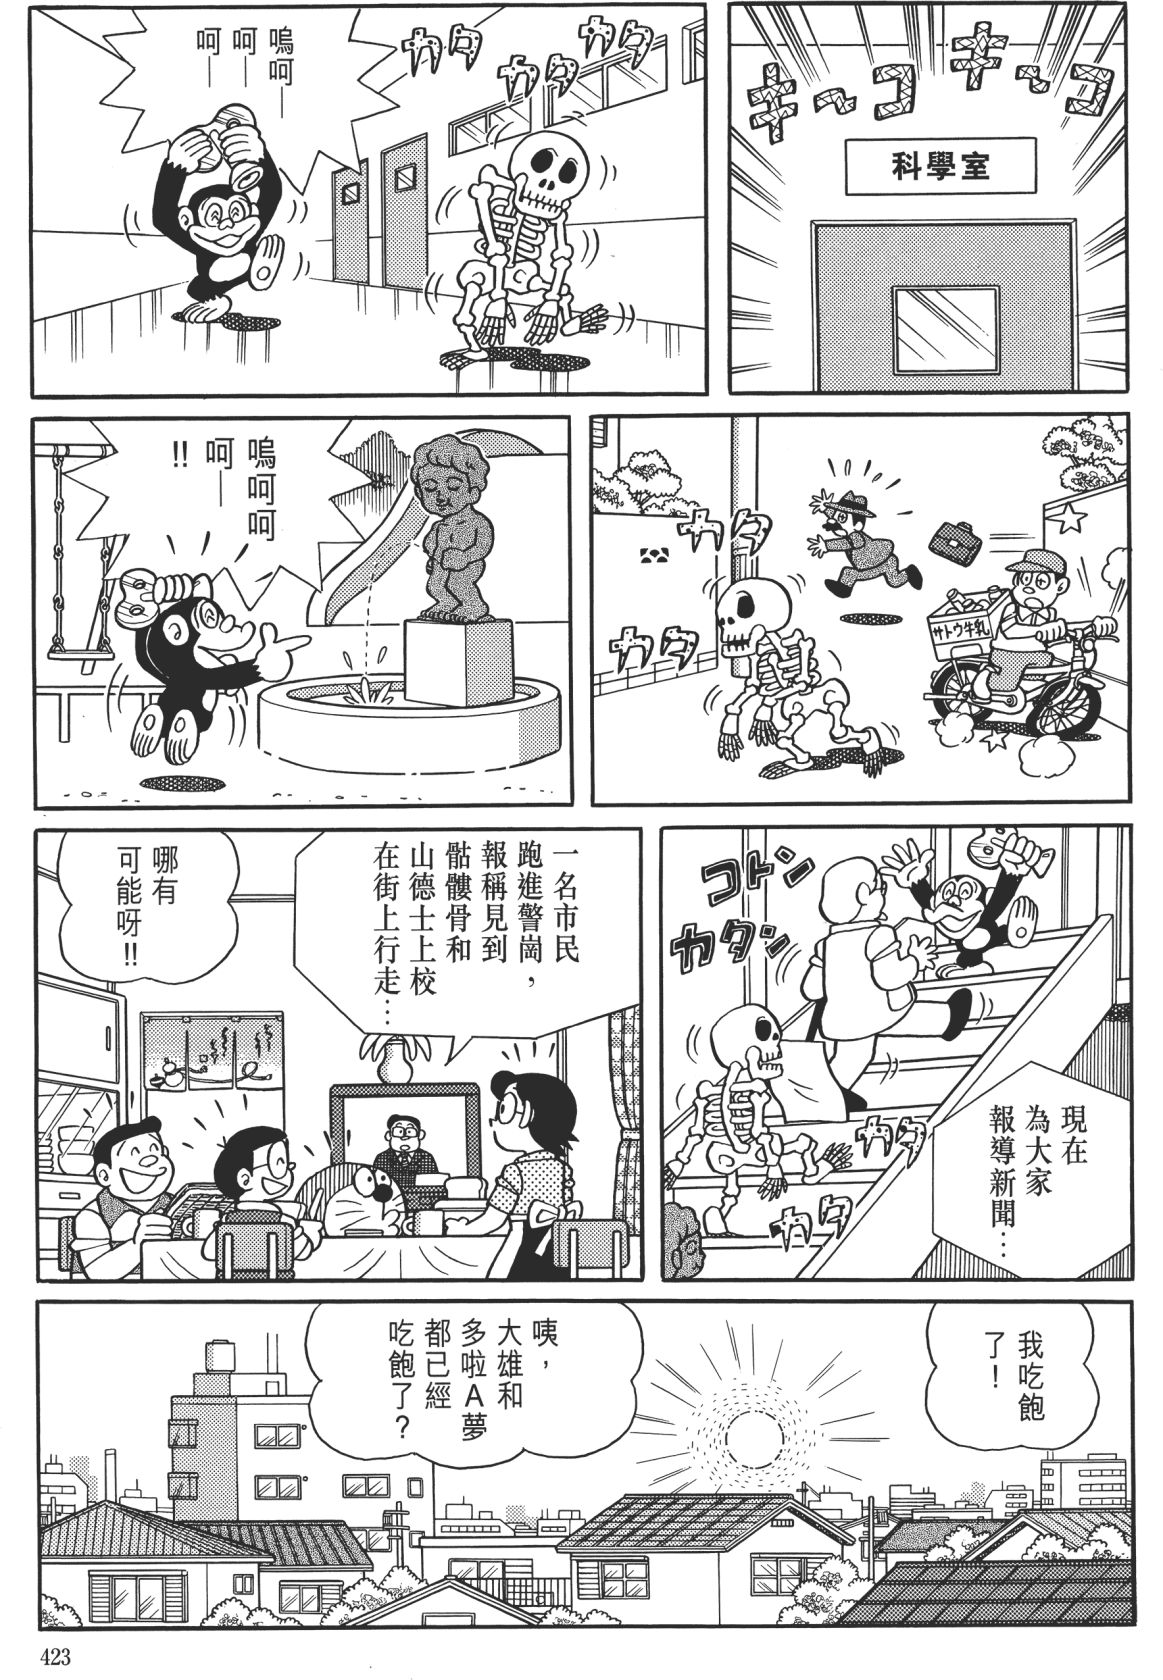 キーコキーコ
科學室
カタ
カタ
カタ
嗚呵—
呵—
呵—
カタ
カタ
サトウ牛乳
嗚呵呵
呵—
!!
コトン
カタン
カタ
カタ
現在
為大家
報導新聞…
一名市民
跑進警崗，
報稱見到
骷髏骨和
山德士上校
在街上行走…
哪有
可能呀!!
我吃飽
了！
咦，
大雄和
多啦A夢
都已經
吃飽了？
423